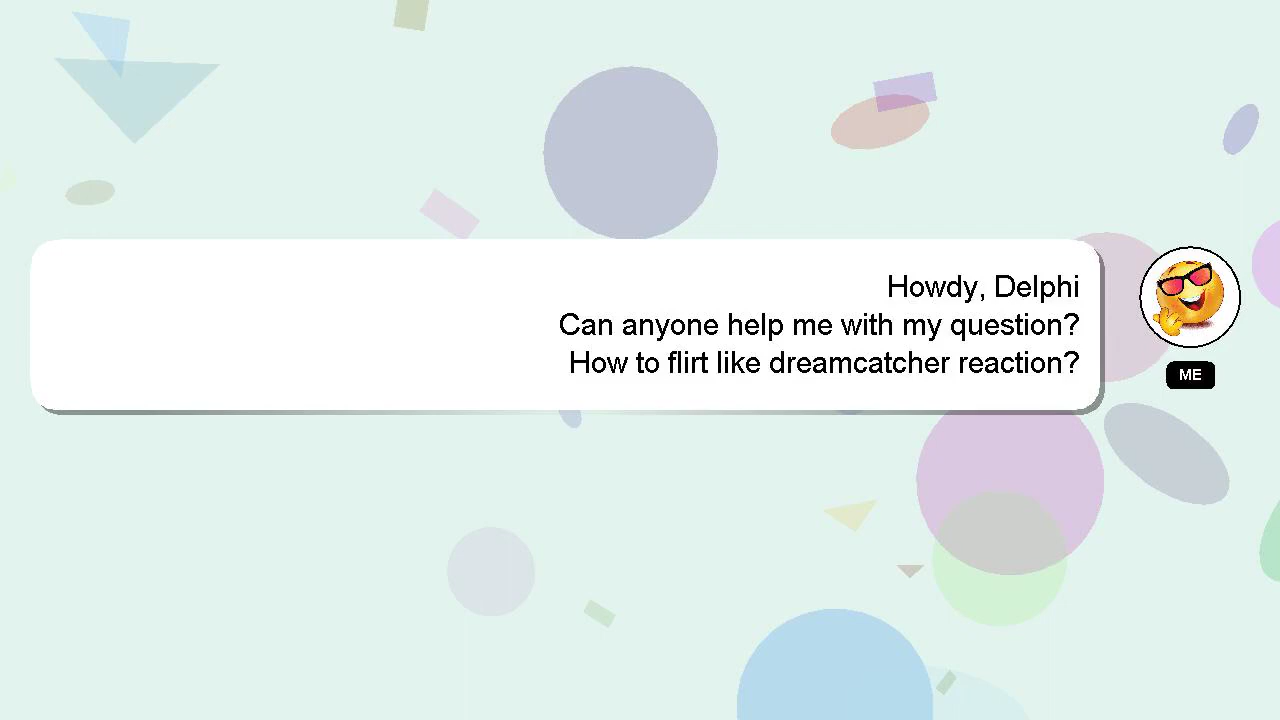 Howdy, Delphi
Can anyone help me with my question?
How to flirt like dreamcatcher reaction?
ME